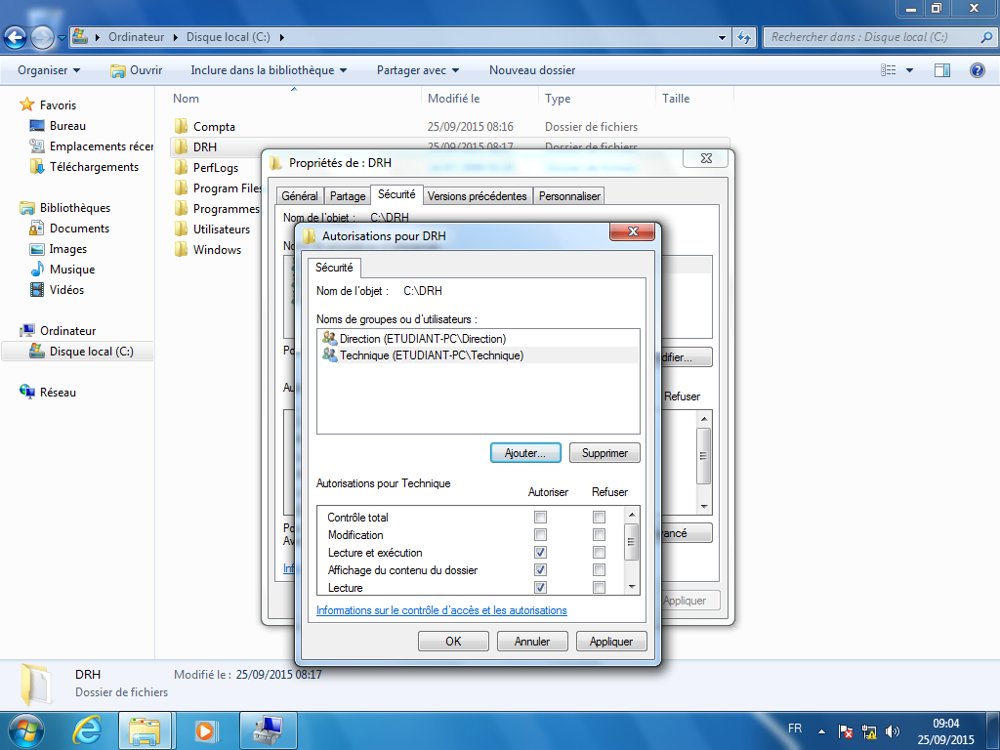 Ordinateur Disque local (C:)
Rechercher dans : Disque local (C:)
Organiser Ouvrir Inclure dans la bibliothèque Partager avec Nouveau dossier
Favoris
Bureau
Emplacements récer
Téléchargements
Bibliothèques
Documents
Images
Musique
Vidéos
Ordinateur
Disque local (C:)
Réseau
Nom Modifié le Type Taille
Compta 25/09/2015 08:16 Dossier de fichiers
DRH 25/09/2015 08:17 Dossier de fichiers
PerfLogs
Program Files
Programmes
Utilisateurs
Windows
Propriétés de : DRH
Général Partage Sécurité Versions précédentes Personnaliser
Nom de l'objet : C:\DRH
No
Po
difier...
Au
Refuser
Po
Av
ancé
Inf
Appliquer
Autorisations pour DRH
Sécurité
Nom de l'objet : C:\DRH
Noms de groupes ou d'utilisateurs :
Direction (ETUDIANT-PC\Direction)
Technique (ETUDIANT-PC\Technique)
Ajouter... Supprimer
Autorisations pour Technique Autoriser Refuser
Contrôle total
Modification
Lecture et exécution
Affichage du contenu du dossier
Lecture
Informations sur le contrôle d'accès et les autorisations
OK Annuler Appliquer
DRH Modifié le : 25/09/2015 08:17
Dossier de fichiers
FR
09:04
25/09/2015